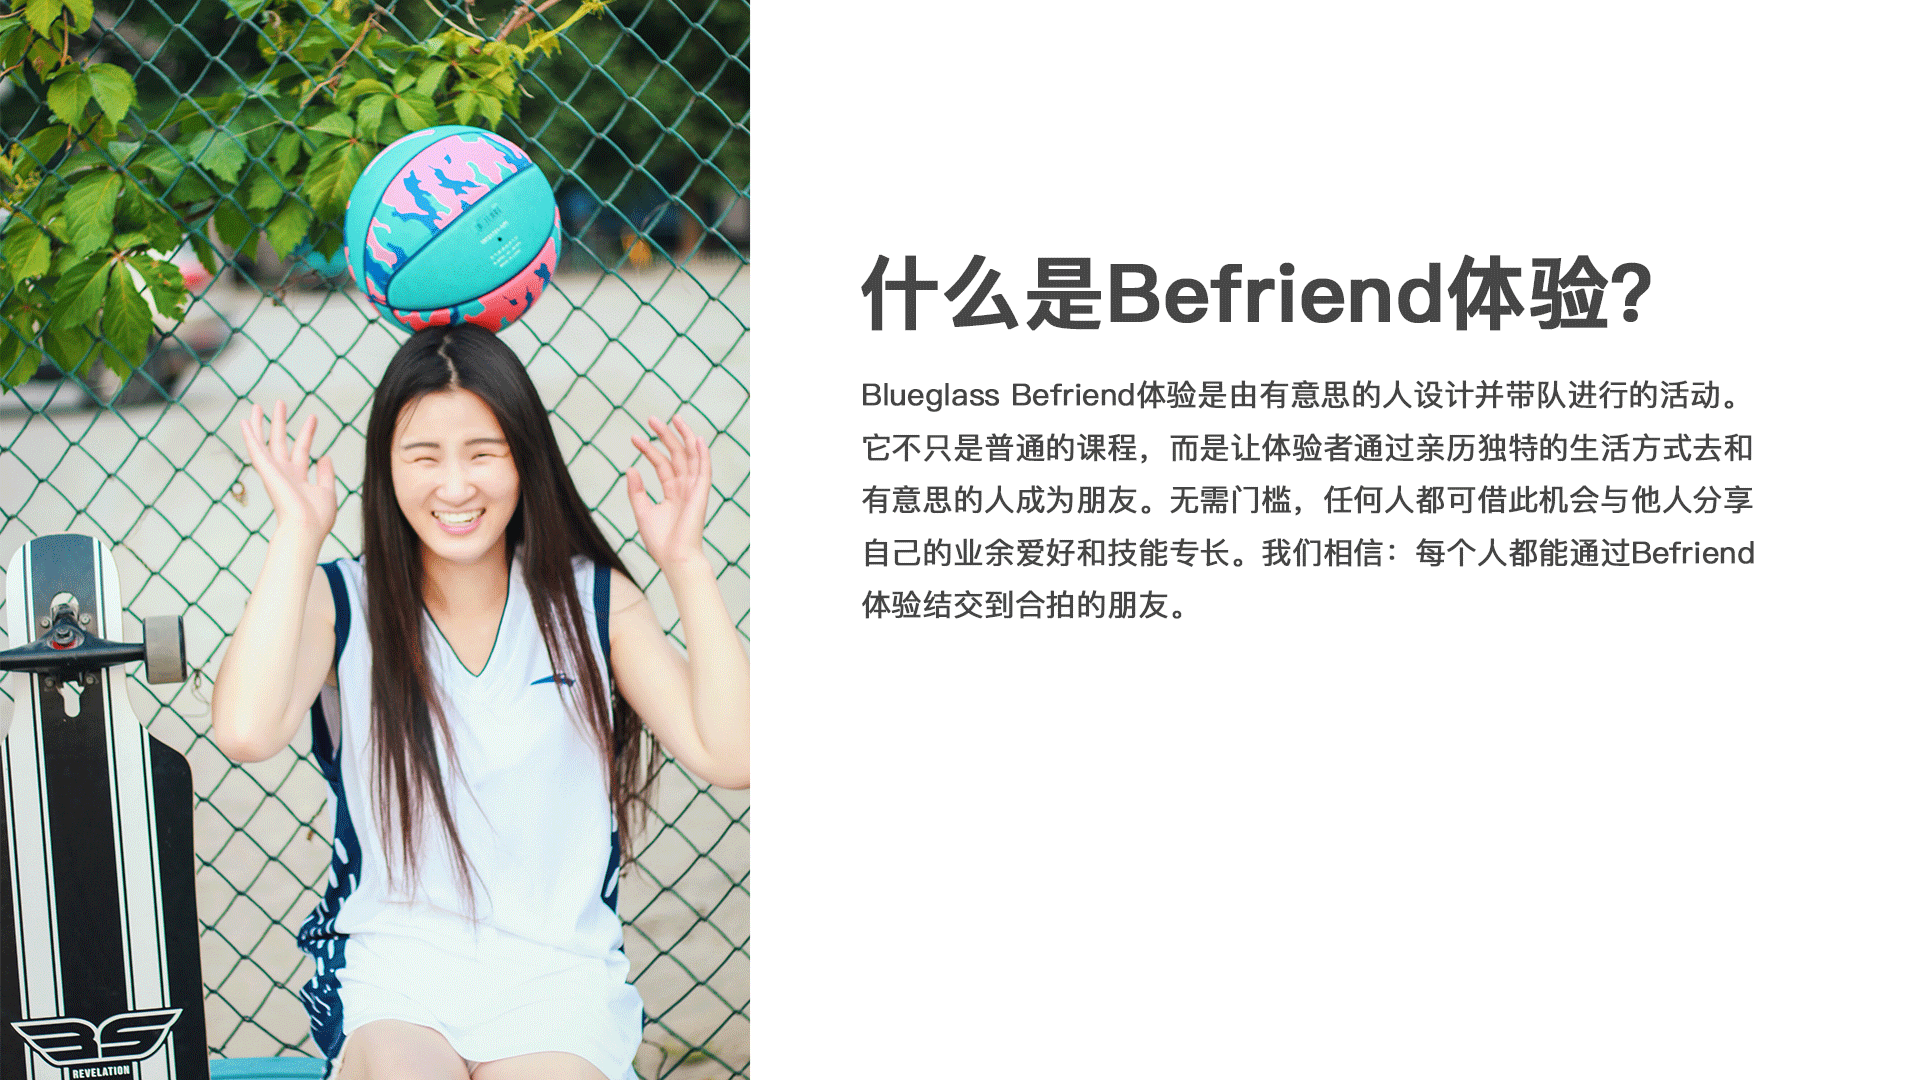 什么是Befriend体验?
Blueglass Befriend体验是由有意思的人设计并带队进行的活动。
它不只是普通的课程，而是让体验者通过亲历独特的生活方式去和
有意思的人成为朋友。无需门槛，任何人都可借此机会与他人分享
自己的业余爱好和技能专长。我们相信：每个人都能通过Befriend
体验结交到合拍的朋友。
REVELATION